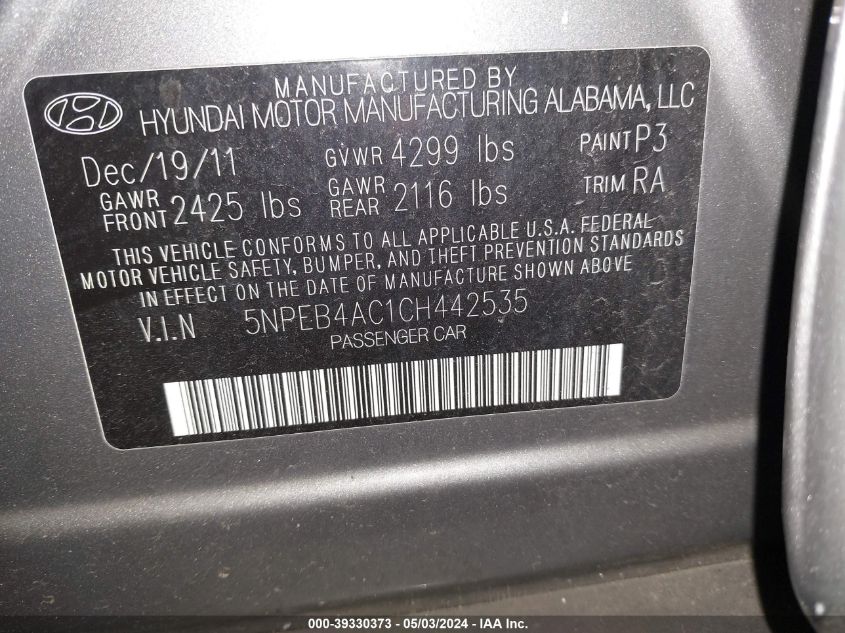 MANUFACTURED BY
HYUNDAI MOTOR MANUFACTURING ALABAMA, LLC
Dec/19/11 GVWR 4299 lbs PAINT P3
GAWR FRONT 2425 lbs GAWR REAR 2116 lbs TRIM RA
THIS VEHICLE CONFORMS TO ALL APPLICABLE U.S.A. FEDERAL
MOTOR VEHICLE SAFETY, BUMPER, AND THEFT PREVENTION STANDARDS
IN EFFECT ON THE DATE OF MANUFACTURE SHOWN ABOVE
V.I.N 5NPEB4AC1CH442535
PASSENGER CAR
000-39330373 - 05/03/2024 - IAA Inc.